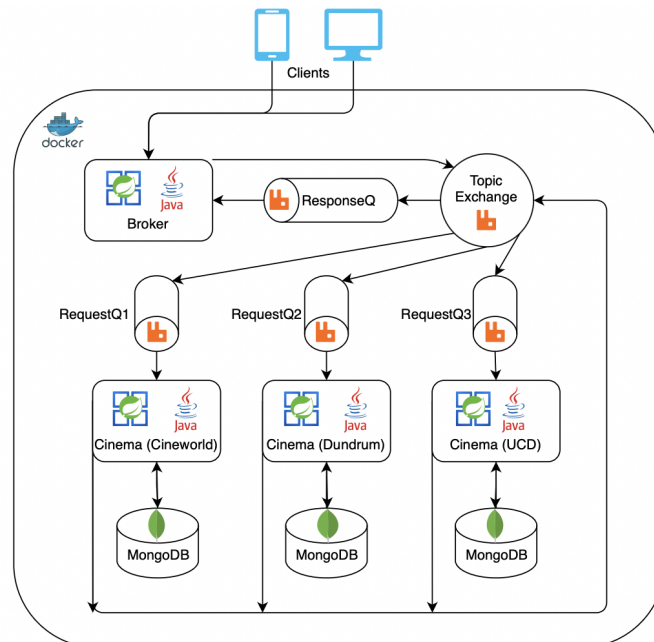 Clients
docker
Java
Broker
ResponseQ
Topic
Exchange
RequestQ1
RequestQ2
RequestQ3
Java
Cinema (Cineworld)
Java
Cinema (Dundrum)
Java
Cinema (UCD)
MongoDB
MongoDB
MongoDB